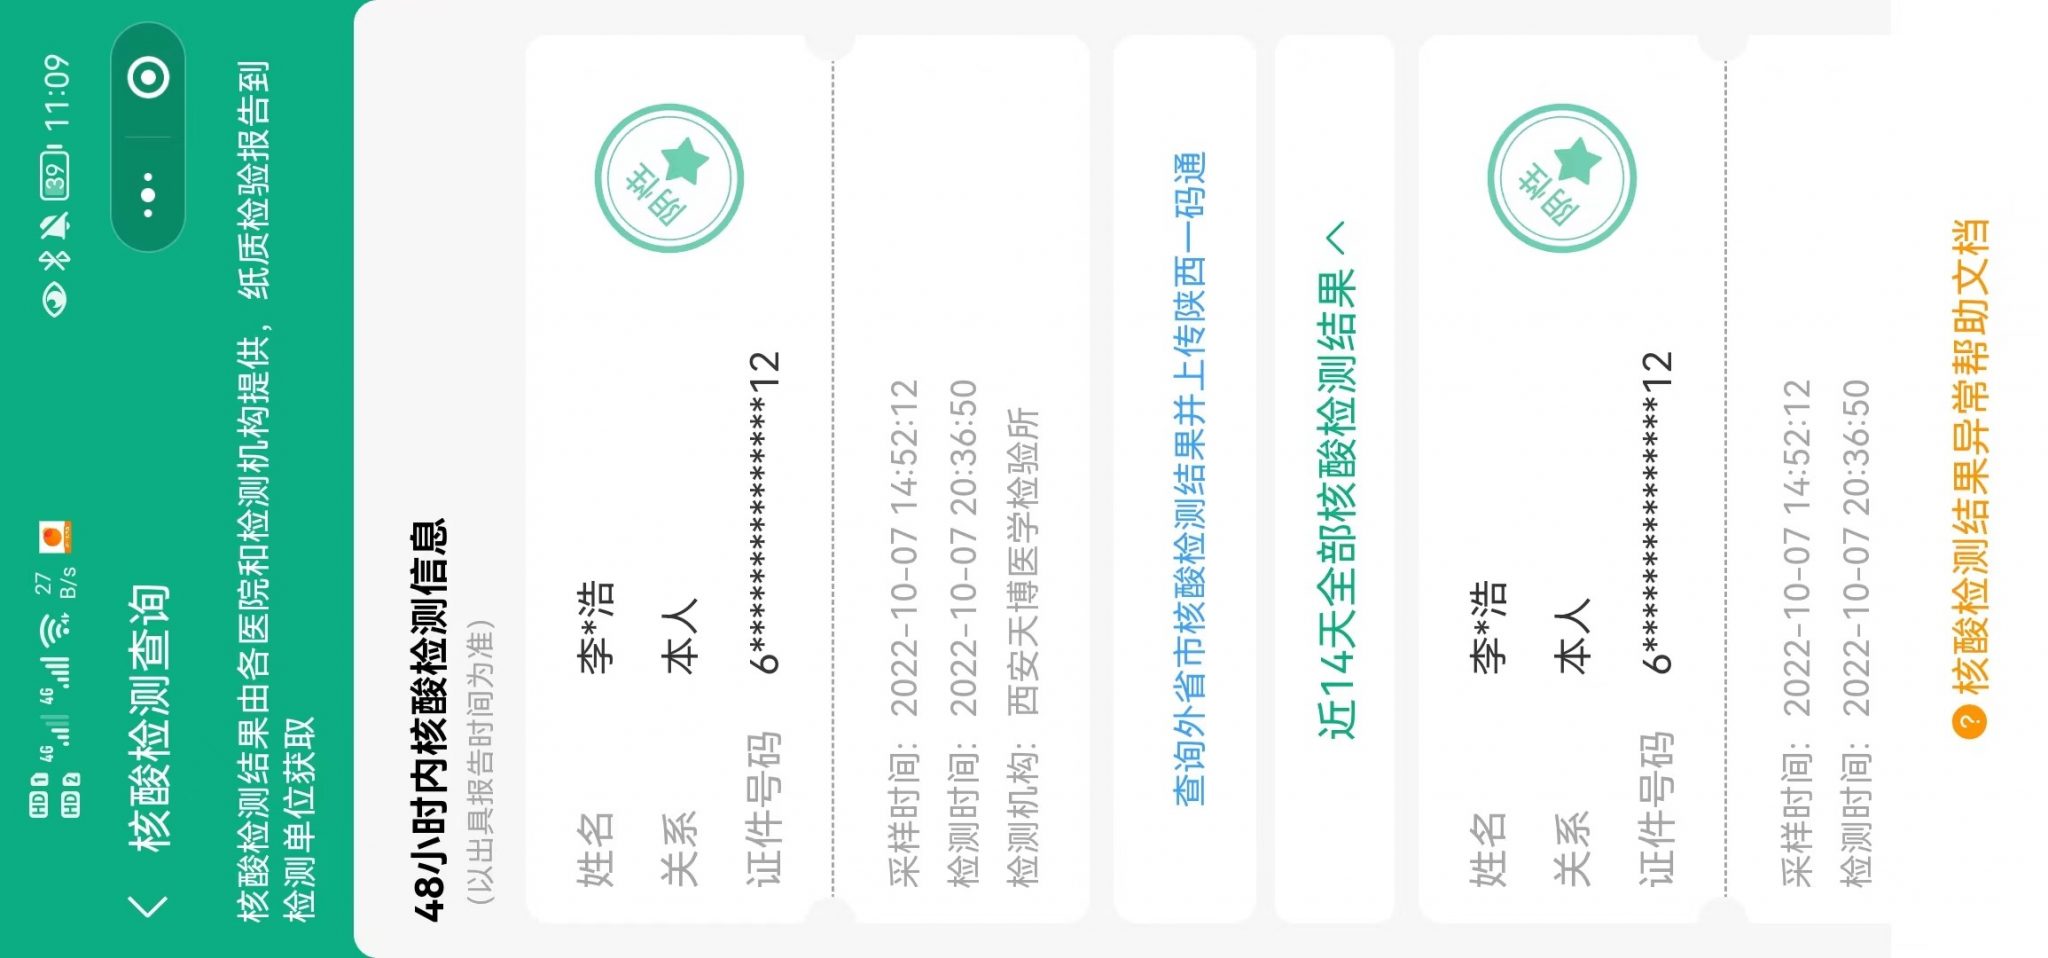 HD 1 4G 4G 27 B/s 39 11:09
HD 2
核酸检测查询
核酸检测结果由各医院和检测机构提供，纸质检验报告到
检测单位获取
48小时内核酸检测信息
(以出具报告时间为准)
姓名 李*浩
关系 本人
证件号码 6***************12
阴性
采样时间: 2022-10-07 14:52:12
检测时间: 2022-10-07 20:36:50
检测机构: 西安天博医学检验所
查询外省市核酸检测结果并上传陕西一码通
近14天全部核酸检测结果
姓名 李*浩
关系 本人
证件号码 6***************12
阴性
采样时间: 2022-10-07 14:52:12
检测时间: 2022-10-07 20:36:50
? 核酸检测结果异常帮助文档